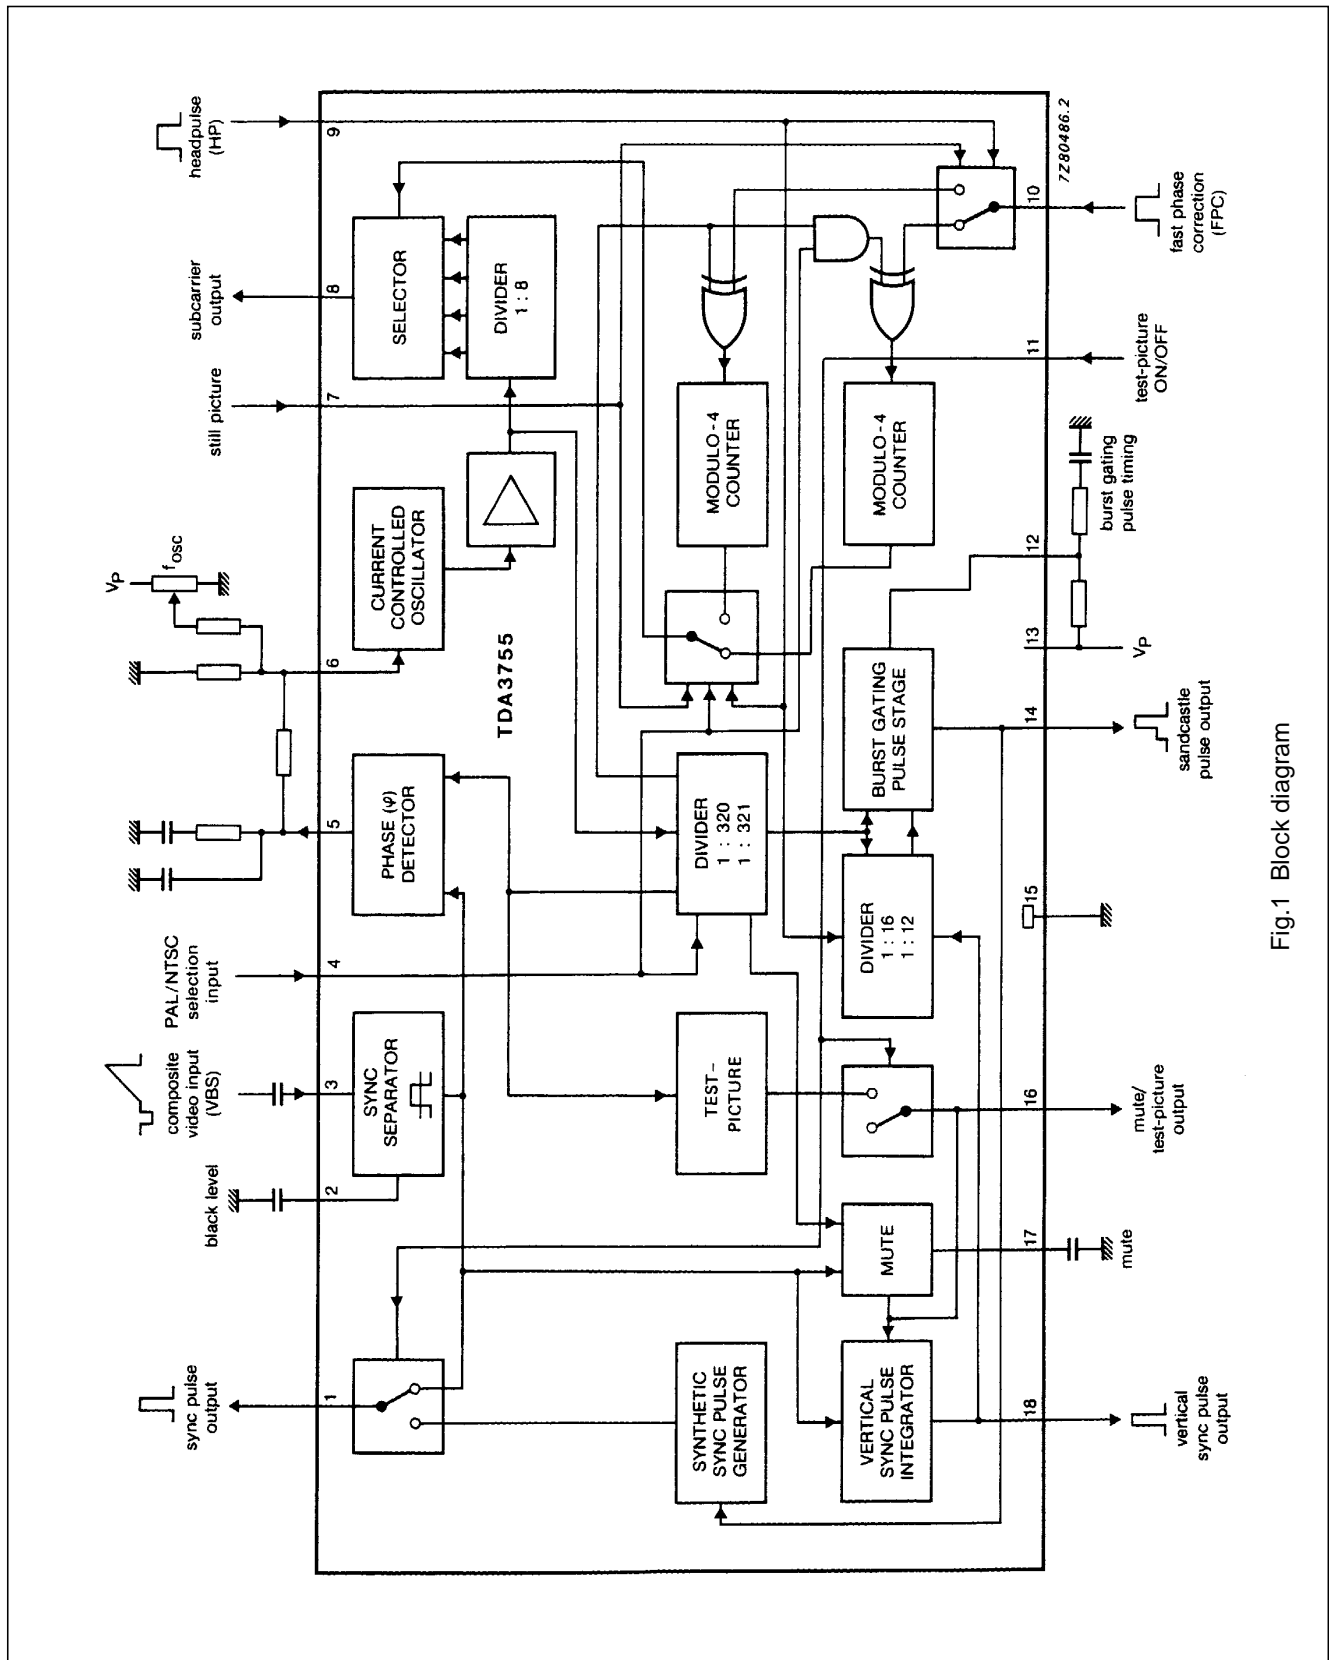 sync pulse
output
black level
composite
video input
(VBS)
PAL/NTSC
selection
input
VP
fosc
still picture
subcarrier
output
headpulse
(HP)
1
2
3
4
5
6
7
8
9
SYNC
SEPARATOR
PHASE (φ)
DETECTOR
CURRENT
CONTROLLED
OSCILLATOR
SELECTOR
DIVIDER
1 : 8
TDA3755
SYNTHETIC
SYNC PULSE
GENERATOR
TEST-
PICTURE
DIVIDER
1 : 320
1 : 321
MODULO-4
COUNTER
VERTICAL
SYNC PULSE
INTEGRATOR
MUTE
DIVIDER
1 : 16
1 : 12
BURST GATING
PULSE STAGE
MODULO-4
COUNTER
18
17
16
15
14
13
12
11
10
7Z80486.2
vertical
sync pulse
output
mute
mute/
test-picture
output
sandcastle
pulse output
VP
burst gating
pulse timing
test-picture
ON/OFF
fast phase
correction
(FPC)
Fig.1 Block diagram